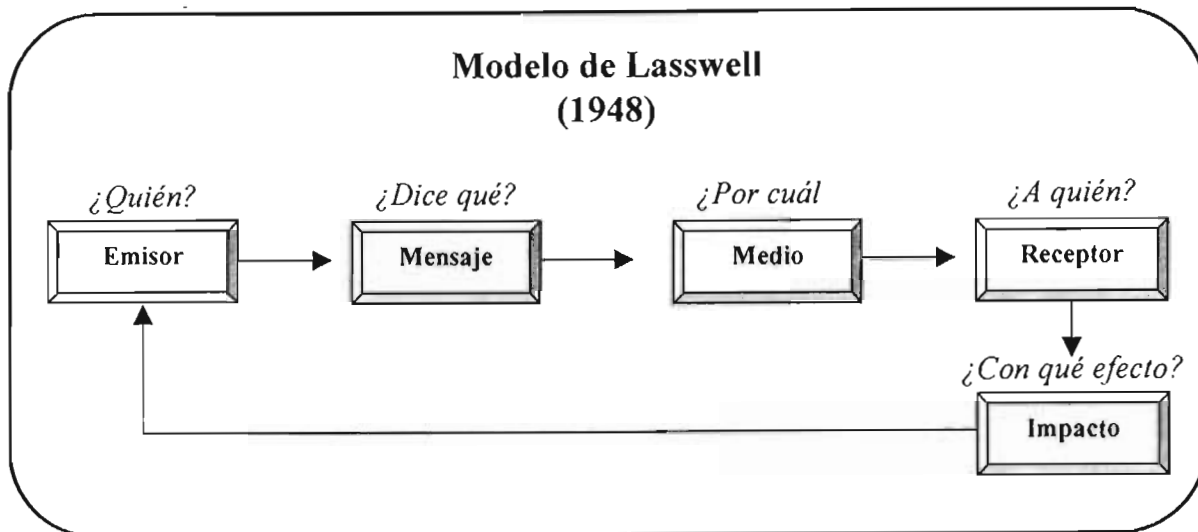 Modelo de Lasswell
(1948)
¿Quién? ¿Dice qué? ¿Por cuál ¿A quién?
Emisor Mensaje Medio Receptor
¿Con qué efecto?
Impacto